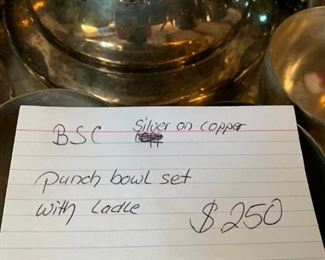 BSC Silver on copper
punch bowl set
with Ladle $250